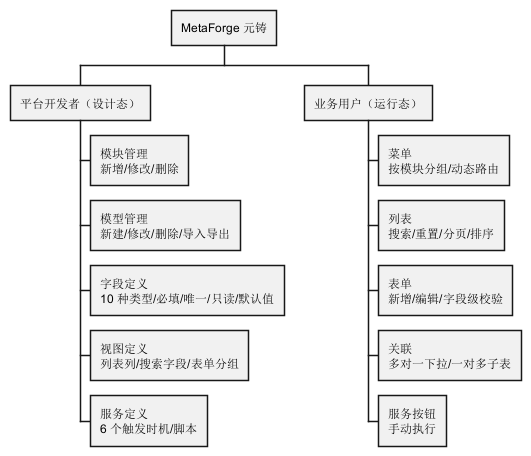 MetaForge 元铸
平台开发者（设计态）
模块管理
新增/修改/删除
模型管理
新建/修改/删除/导入导出
字段定义
10 种类型/必填/唯一/只读/默认值
视图定义
列表列/搜索字段/表单分组
服务定义
6 个触发时机/脚本
业务用户（运行态）
菜单
按模块分组/动态路由
列表
搜索/重置/分页/排序
表单
新增/编辑/字段级校验
关联
多对一下拉/一对多子表
服务按钮
手动执行